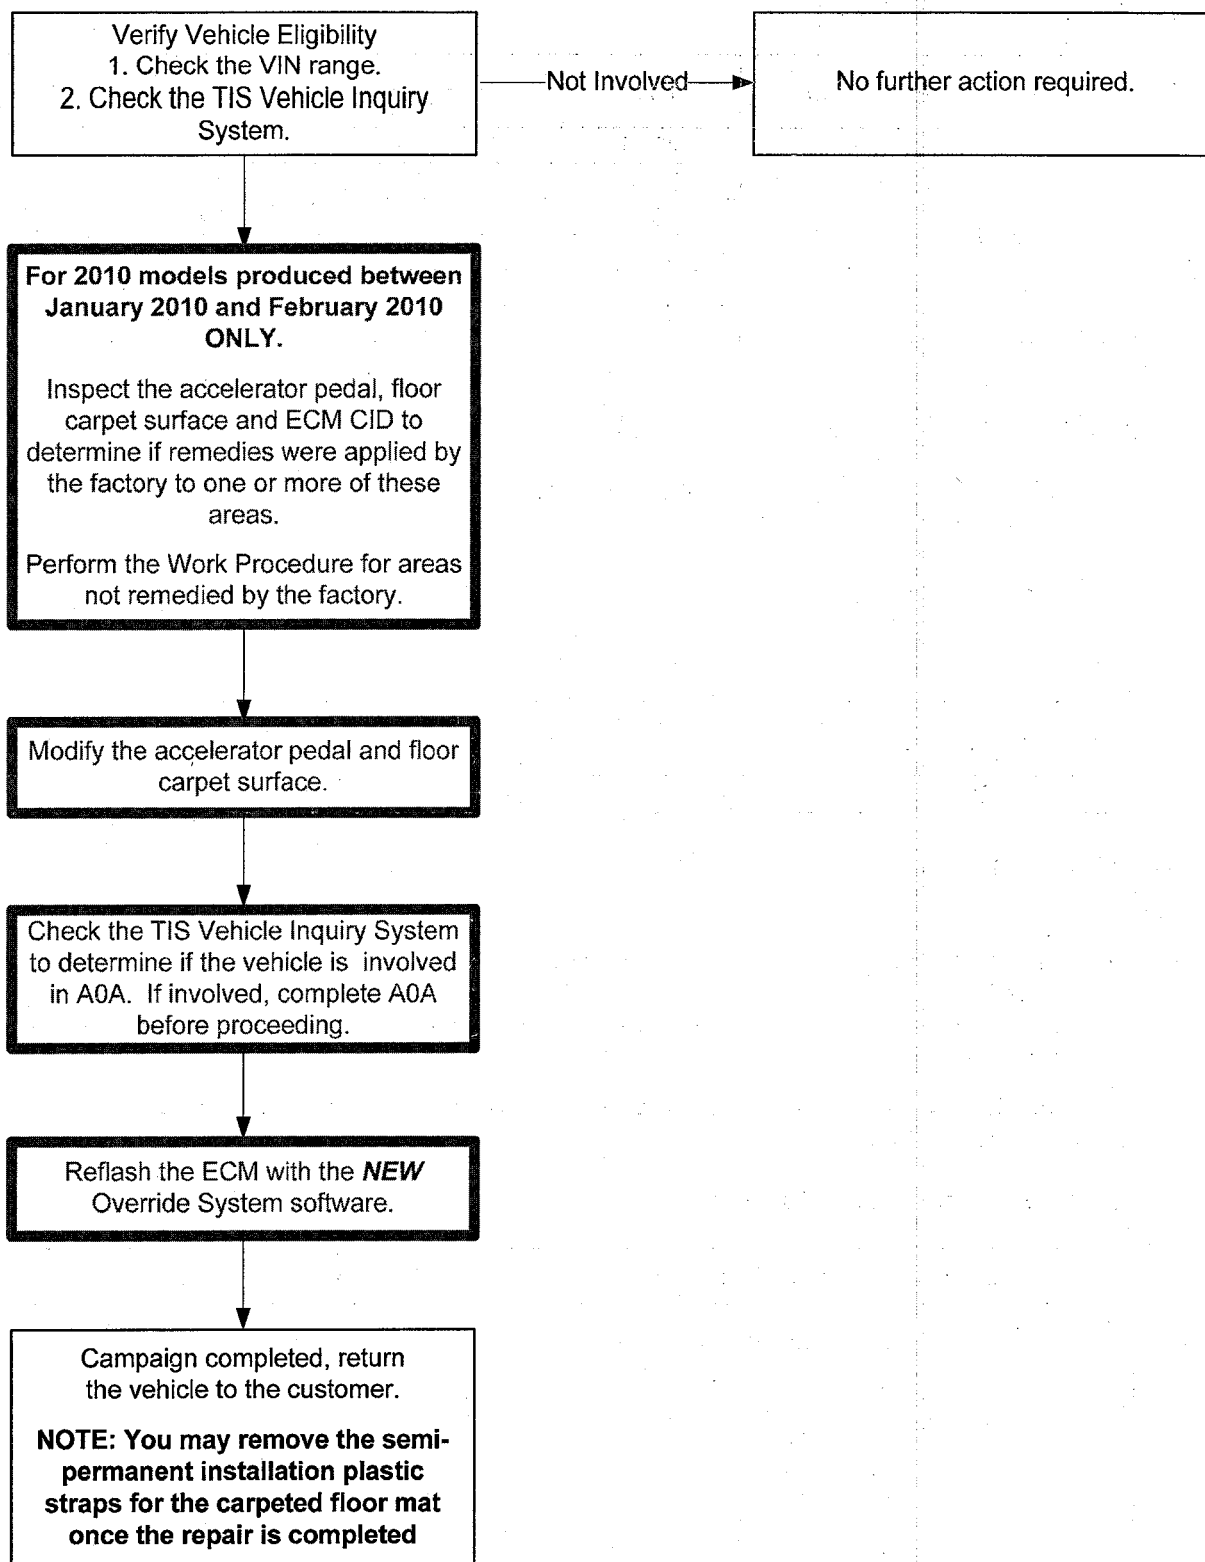 Verify Vehicle Eligibility
1. Check the VIN range.
2. Check the TIS Vehicle Inquiry
System.
Not Involved
No further action required.
For 2010 models produced between
January 2010 and February 2010
ONLY.
Inspect the accelerator pedal, floor
carpet surface and ECM CID to
determine if remedies were applied by
the factory to one or more of these
areas.
Perform the Work Procedure for areas
not remedied by the factory.
Modify the accelerator pedal and floor
carpet surface.
Check the TIS Vehicle Inquiry System
to determine if the vehicle is involved
in A0A. If involved, complete A0A
before proceeding.
Reflash the ECM with the NEW
Override System software.
Campaign completed, return
the vehicle to the customer.
NOTE: You may remove the semi-
permanent installation plastic
straps for the carpeted floor mat
once the repair is completed